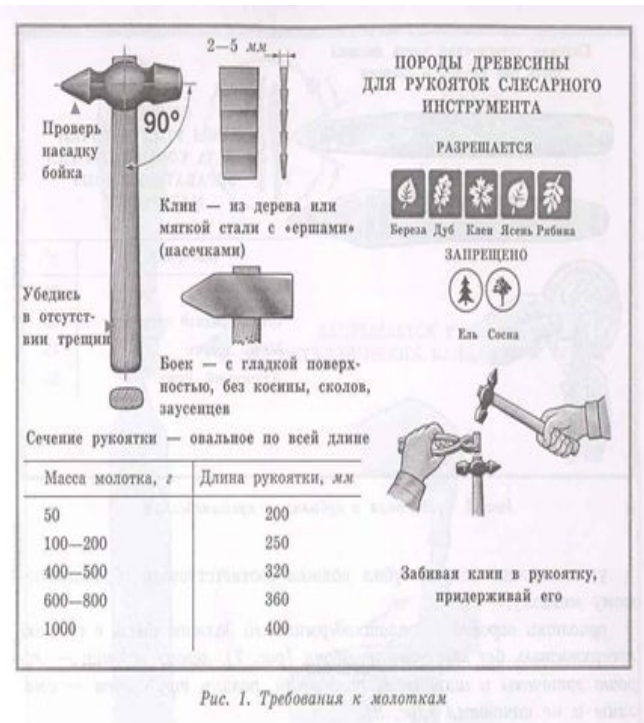 2—5 мм
90°
Проверь
насадку
бойка
Клин — из дерева или
мягкой стали с «ершами»
(насечками)
Убедись
в отсутст-
вии трещин
Боек — с гладкой поверх-
ностью, без косины, сколов,
заусенцев
Сечение рукоятки — овальное по всей длине
Масса молотка, г Длина рукоятки, мм
50 200
100—200 250
400—500 320
600—800 360
1000 400
ПОРОДЫ ДРЕВЕСИНЫ
ДЛЯ РУКОЯТОК СЛЕСАРНОГО
ИНСТРУМЕНТА
РАЗРЕШАЕТСЯ
Береза Дуб Клен Ясень Рябина
ЗАПРЕЩЕНО
Ель Сосна
Забивая клин в рукоятку,
придерживай его
Рис. 1. Требования к молоткам